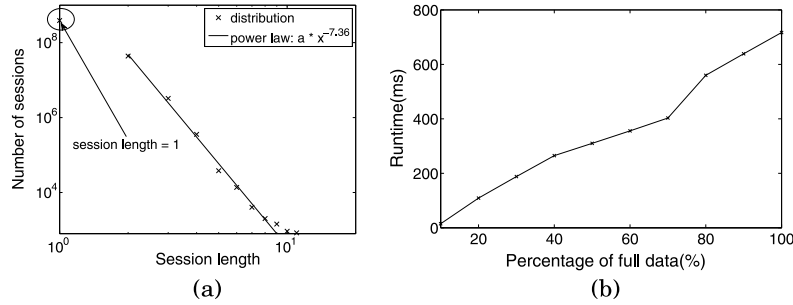 distribution
power law: a * x^-7.36
session length = 1
Number of sessions
10^8
10^6
10^4
10^0
10^1
Session length
(a)
Runtime(ms)
800
600
400
200
0
20
40
60
80
100
Percentage of full data(%)
(b)